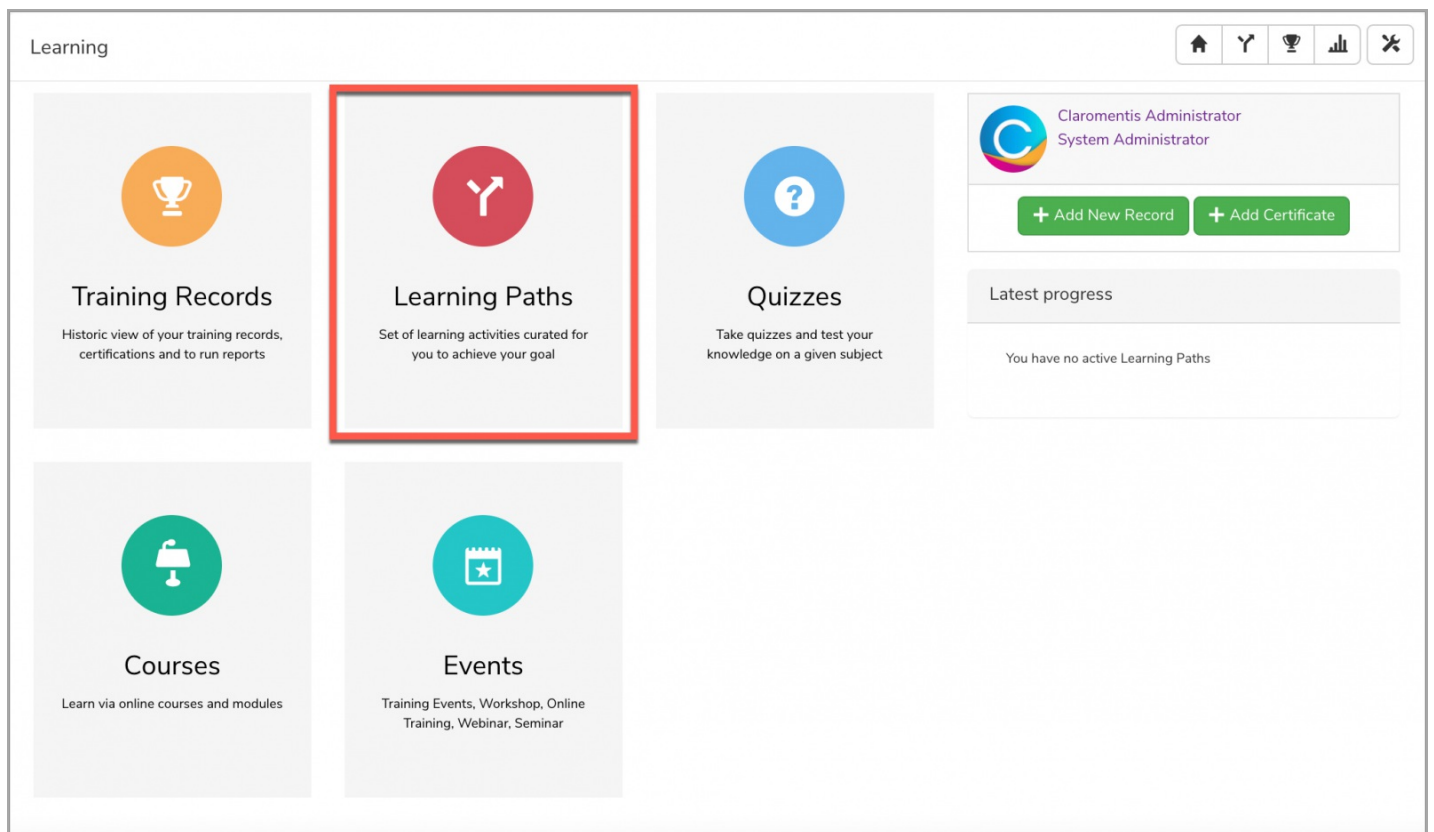 Learning
Training Records
Historic view of your training records,
certifications and to run reports
Learning Paths
Set of learning activities curated for
you to achieve your goal
Quizzes
Take quizzes and test your
knowledge on a given subject
Claromentis Administrator
System Administrator
Add New Record
Add Certificate
Latest progress
You have no active Learning Paths
Courses
Learn via online courses and modules
Events
Training Events, Workshop, Online
Training, Webinar, Seminar